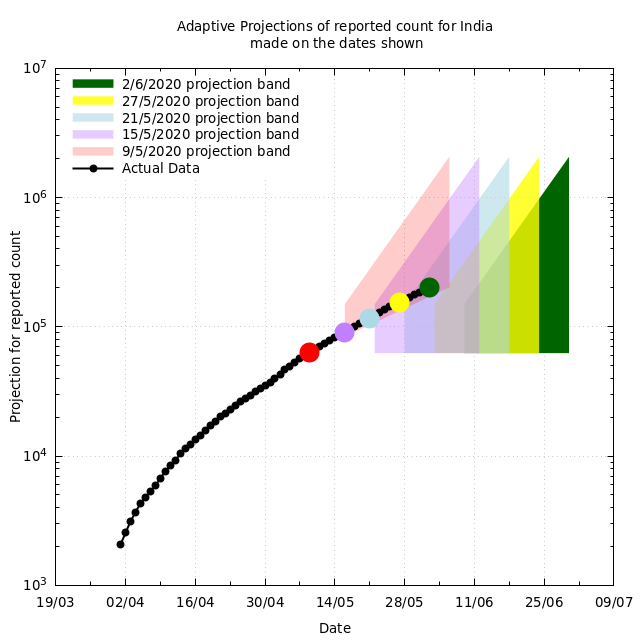 Adaptive Projections of reported count for India
made on the dates shown
10^7
10^6
10^5
10^4
10^3
Projection for reported count
2/6/2020 projection band
27/5/2020 projection band
21/5/2020 projection band
15/5/2020 projection band
9/5/2020 projection band
Actual Data
19/03 02/04 16/04 30/04 14/05 28/05 11/06 25/06 09/07
Date